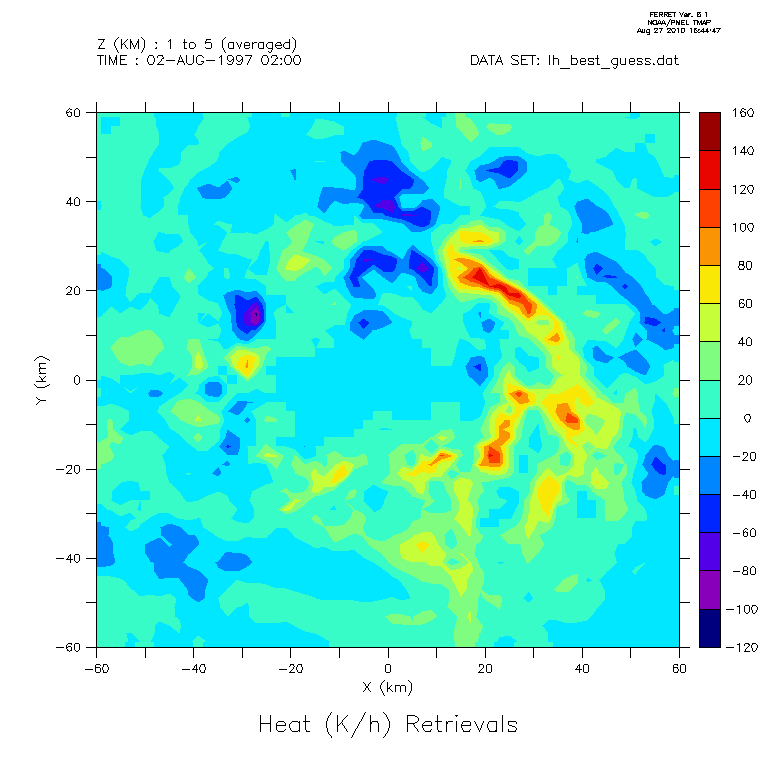 FERRET Ver. 6.1
NOAA/PMEL TMAP
Aug 27 2010 16:44:47
Z (KM) : 1 to 5 (averaged)
TIME : 02-AUG-1997 02:00
DATA SET: lh_best_guess.dat
60
40
20
0
-20
-40
-60
Y (km)
-60 -40 -20 0 20 40 60
X (km)
160
140
120
100
80
60
40
20
0
-20
-40
-60
-80
-100
-120
Heat (K/h) Retrievals